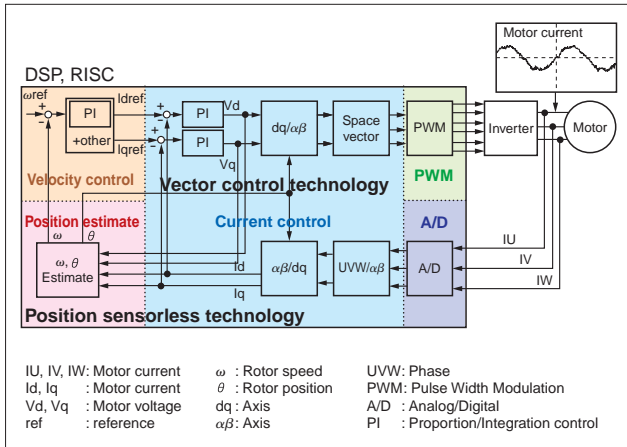 Motor current
DSP, RISC
ωref
+
-
PI
+other
Idref
Iqref
+
-
+
-
PI
PI
Vd
Vq
dq/αβ
Space
vector
PWM
Inverter
Motor
Velocity control
Vector control technology
PWM
Position estimate
Current control
A/D
ω
θ
ω, θ
Estimate
Id
Iq
αβ/dq
UVW/αβ
A/D
IU
IV
IW
Position sensorless technology
IU, IV, IW: Motor current
Id, Iq : Motor current
Vd, Vq : Motor voltage
ref : reference
ω : Rotor speed
θ : Rotor position
dq : Axis
αβ : Axis
UVW: Phase
PWM: Pulse Width Modulation
A/D : Analog/Digital
PI : Proportion/Integration control